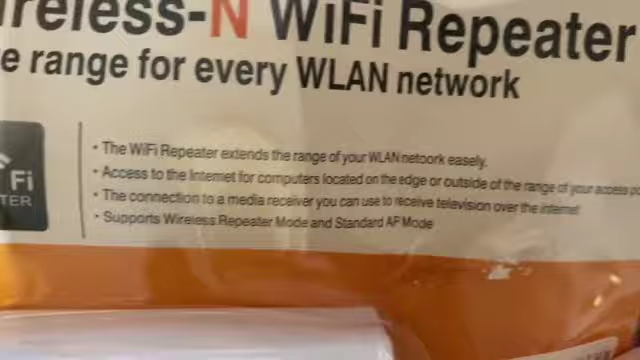 ireless-N WiFi Repeater
e range for every WLAN network
Fi
TER
• The WiFi Repeater extends the range of your WLAN netoork easely.
• Access to the Internet for computers located on the edge or outside of the range of your access po
• The connection to a media receiver you can use to receive television over the internet
• Supports Wireless Repeater Mode and Standard AP Mode